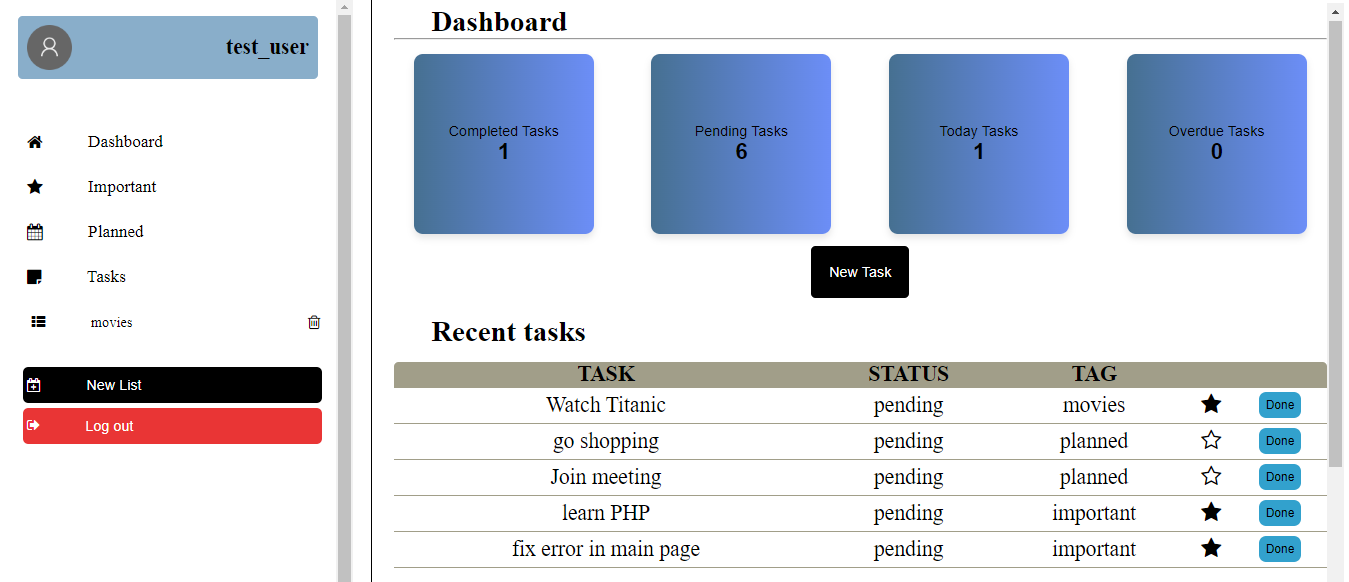 test_user
Dashboard
Important
Planned
Tasks
movies
New List
Log out
Dashboard
Completed Tasks Pending Tasks Today Tasks Overdue Tasks
1 6 1 0
New Task
Recent tasks
TASK STATUS TAG
Watch Titanic pending movies Done
go shopping pending planned Done
Join meeting pending planned Done
learn PHP pending important Done
fix error in main page pending important Done